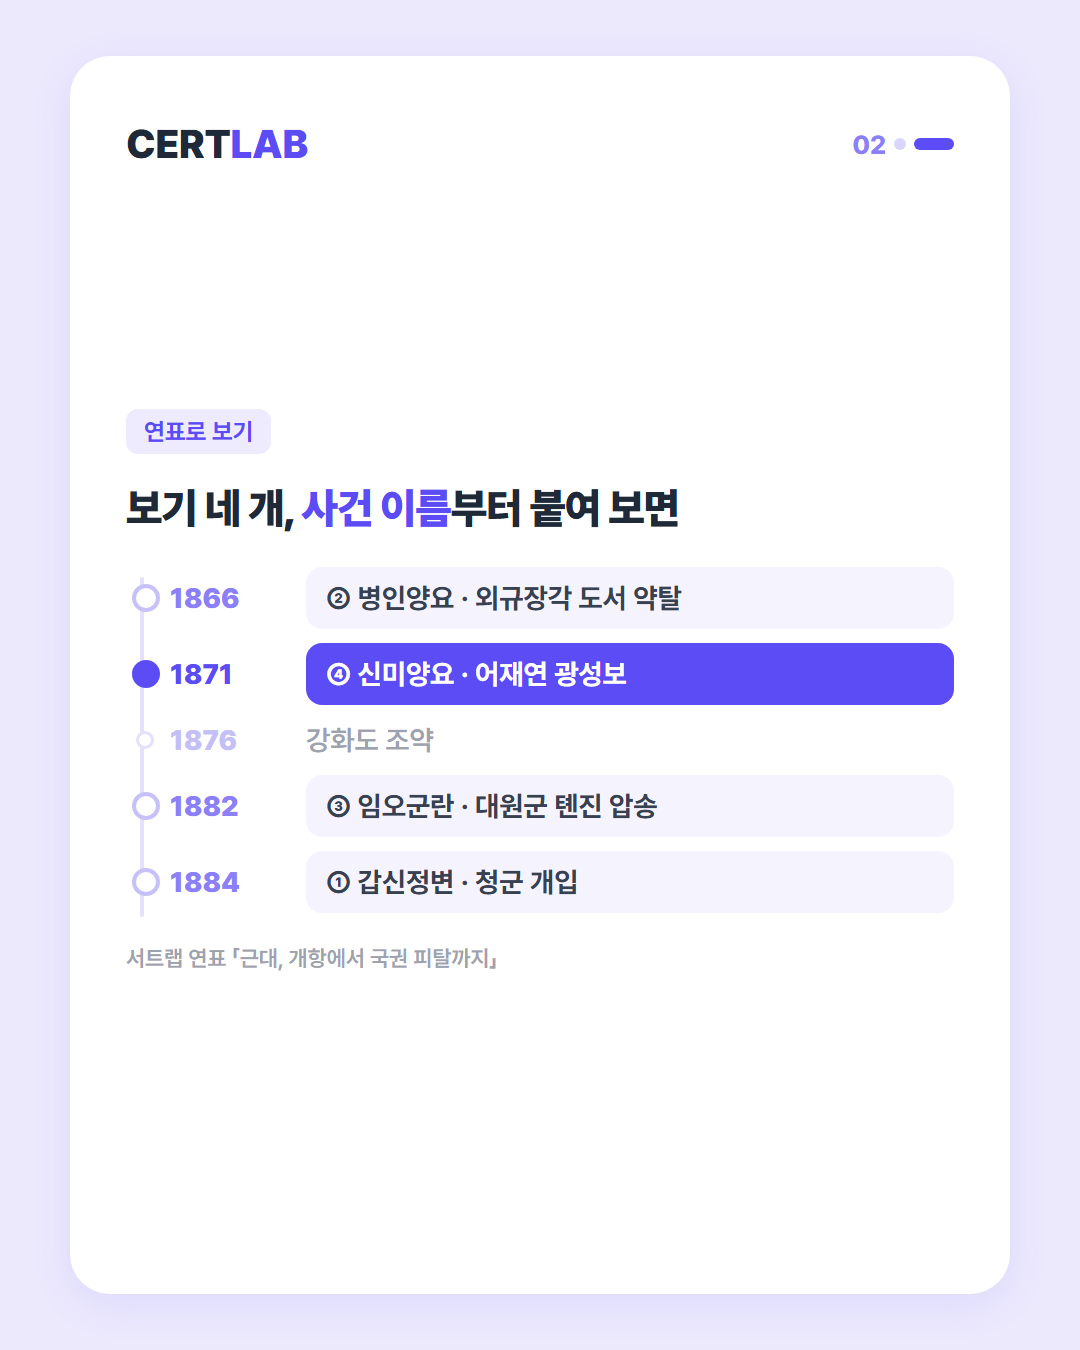 CERTLAB
02
연표로 보기
보기 네 개, 사건 이름부터 붙여 보면
1866 ② 병인양요 · 외규장각 도서 약탈
1871 ④ 신미양요 · 어재연 광성보
1876 강화도 조약
1882 ③ 임오군란 · 대원군 톈진 압송
1884 ① 갑신정변 · 청군 개입
서트랩 연표 「근대, 개항에서 국권 피탈까지」